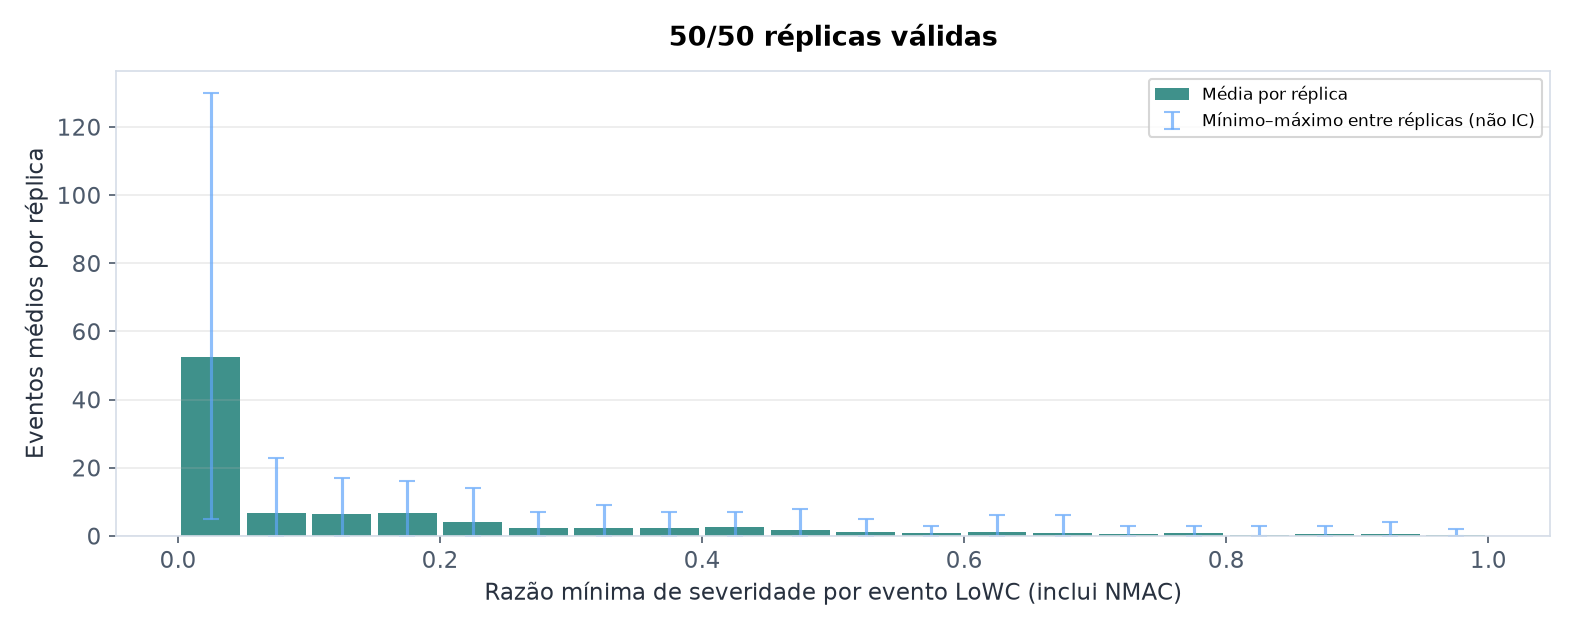 50/50 réplicas válidas
Média por réplica
Mínimo–máximo entre réplicas (não IC)
Eventos médios por réplica
120
100
80
60
40
20
0
0.0 0.2 0.4 0.6 0.8 1.0
Razão mínima de severidade por evento LoWC (inclui NMAC)